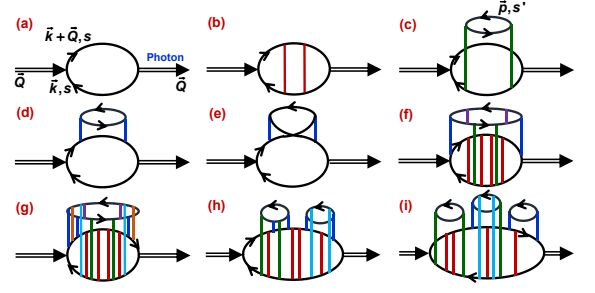 (a)
k⃗+Q⃗,s
Photon
Q⃗
k⃗,s
Q⃗
(b)
(c)
p⃗,s'
(d)
(e)
(f)
(g)
(h)
(i)